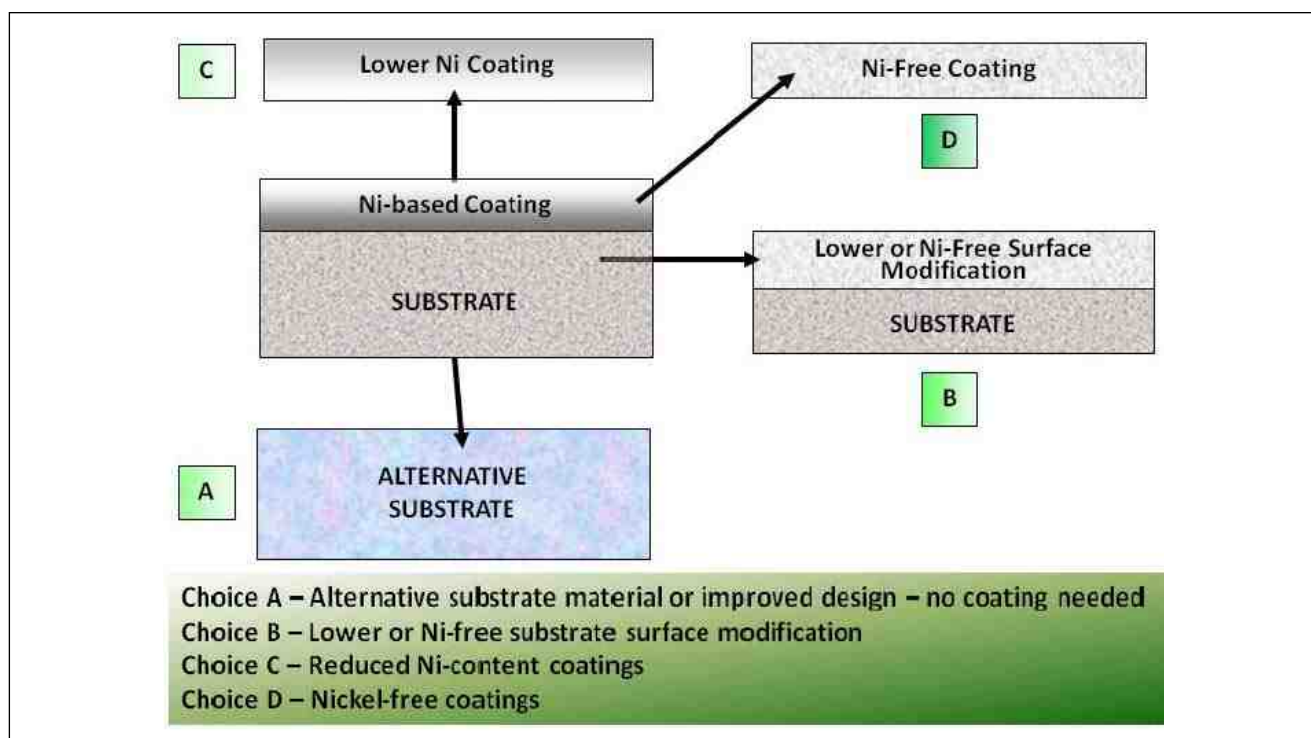 C
Lower Ni Coating
Ni-Free Coating
D
Ni-based Coating
SUBSTRATE
Lower or Ni-Free Surface
Modification
SUBSTRATE
B
A
ALTERNATIVE
SUBSTRATE
Choice A – Alternative substrate material or improved design – no coating needed
Choice B – Lower or Ni-free substrate surface modification
Choice C – Reduced Ni-content coatings
Choice D – Nickel-free coatings